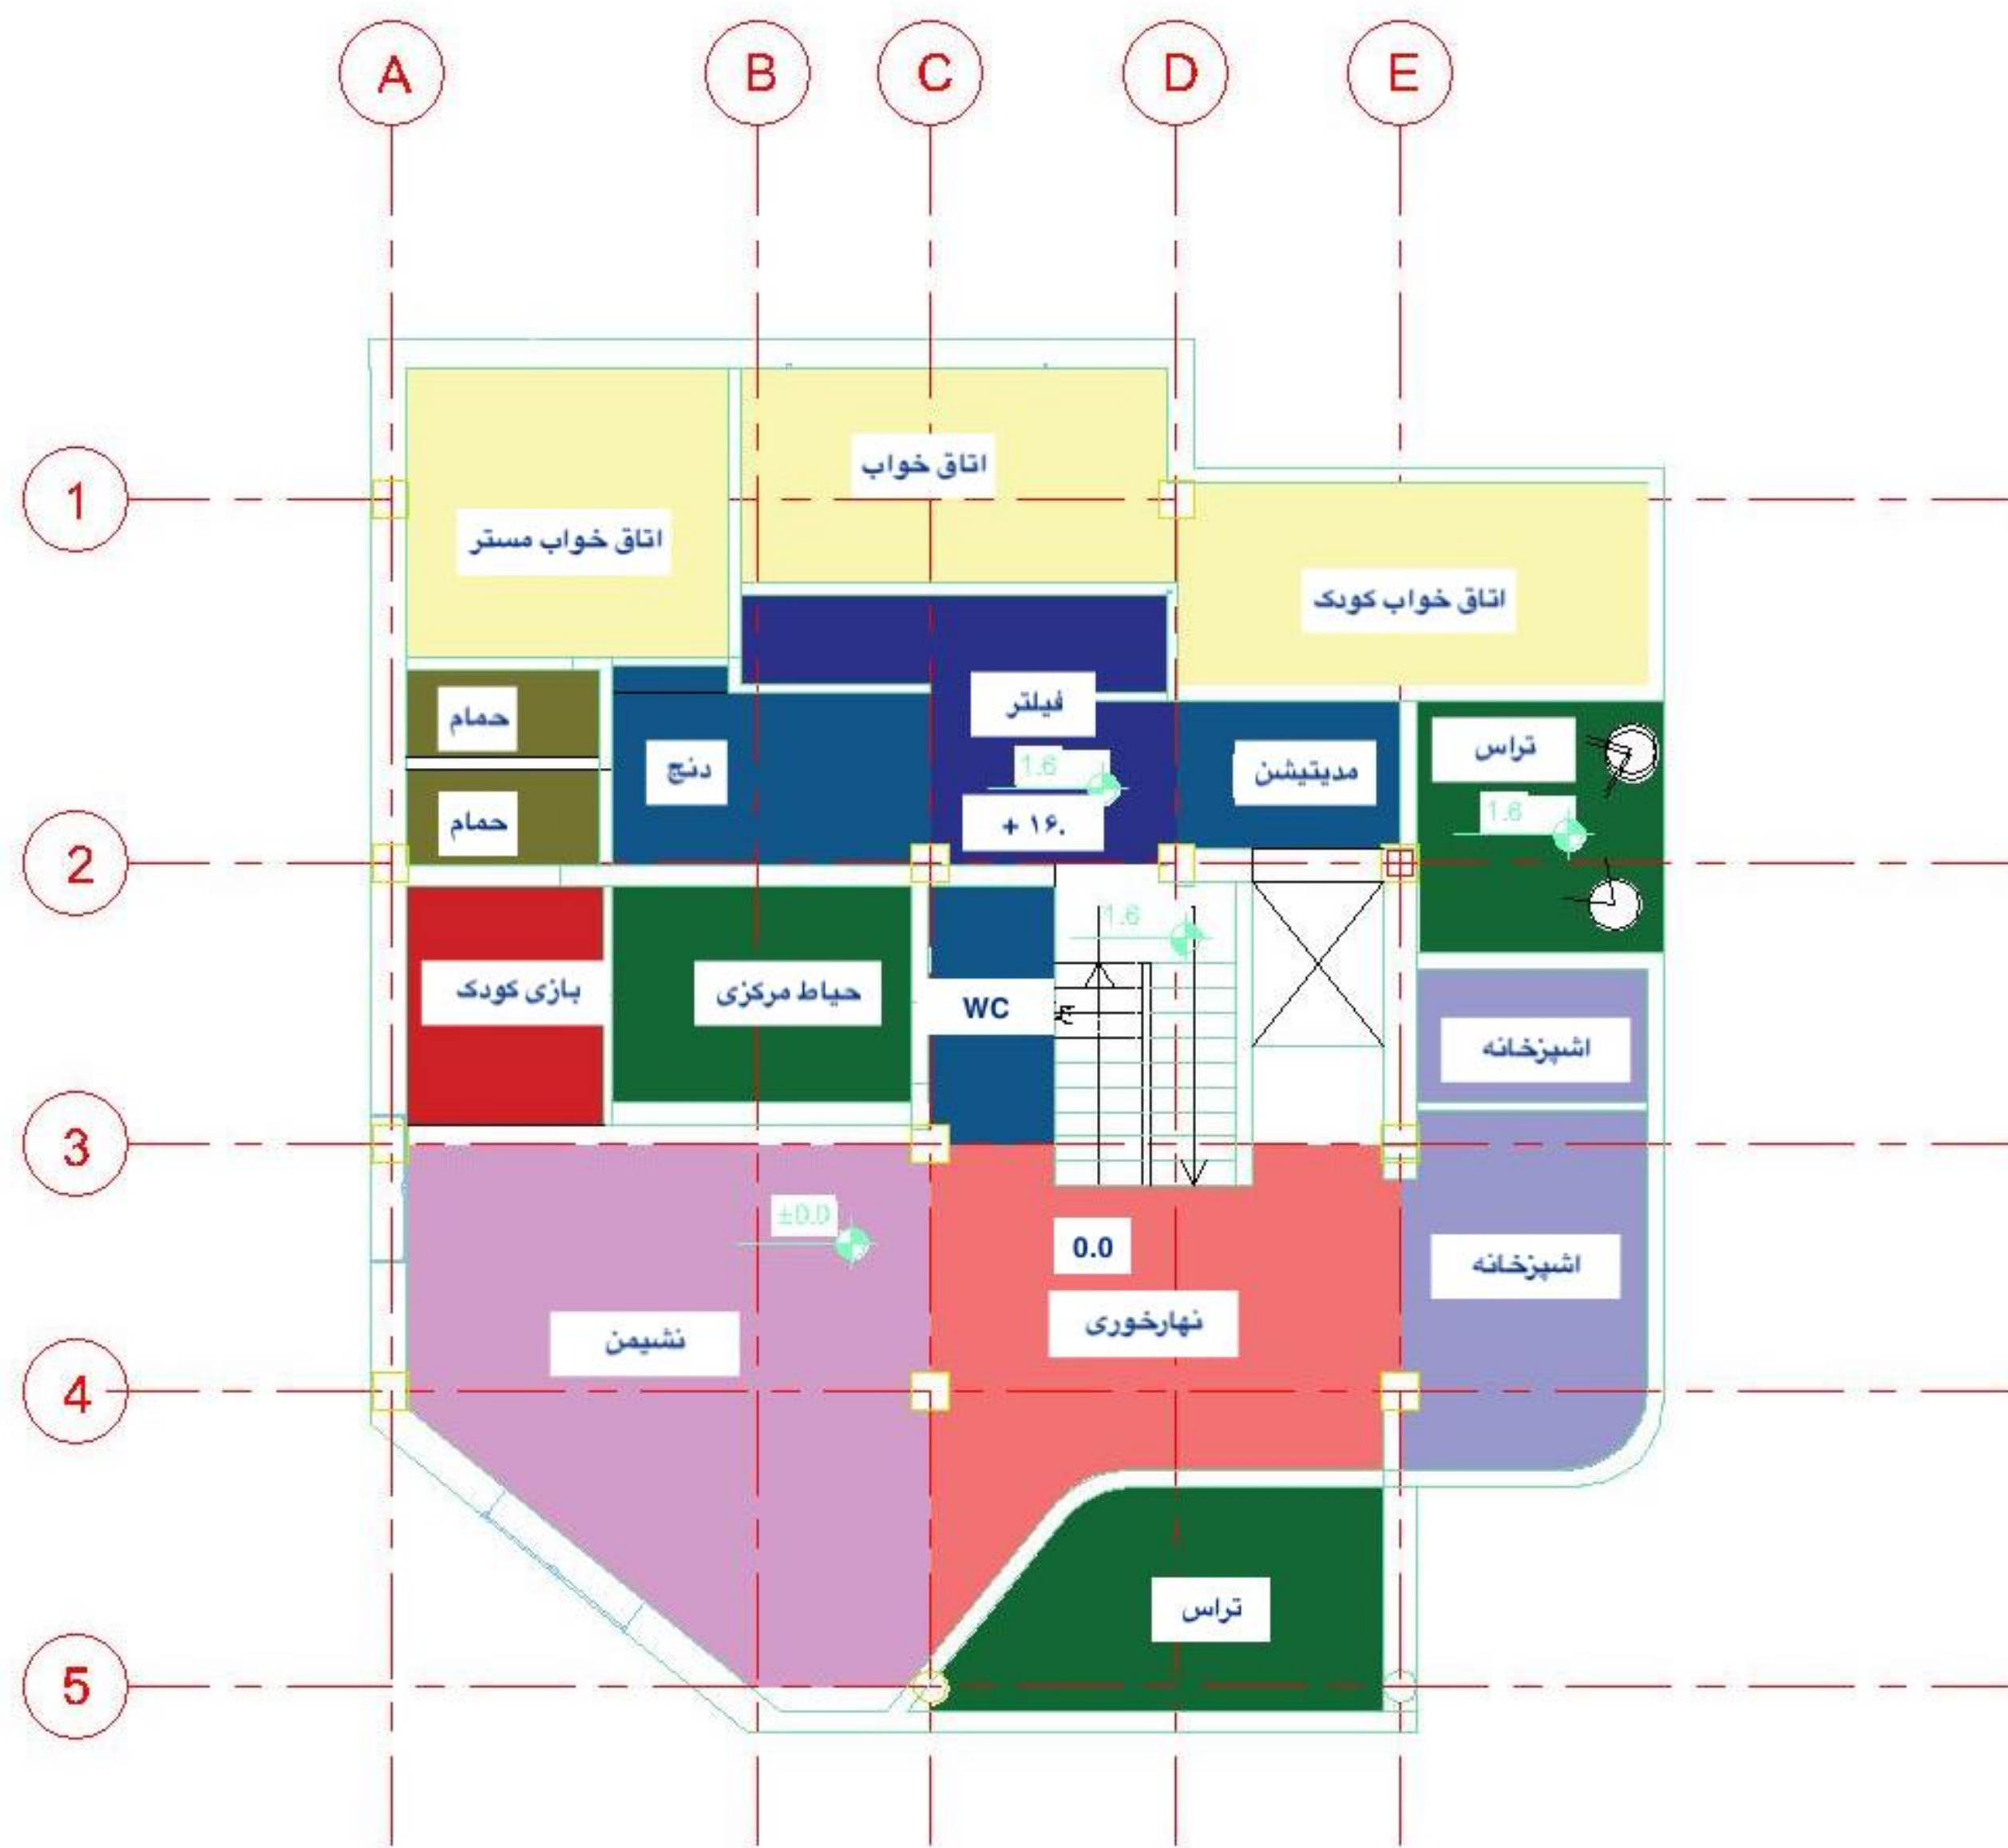 A B C D E
1
اتاق خواب
اتاق خواب مستر
اتاق خواب کودک
فیلتر
حمام
تراس
دنج
مدیتیشن
1.6
1.6
حمام
+ ۱۶.
2
1.6
بازی کودک
حیاط مرکزی
WC
اشپزخانه
3
±0.0
0.0
اشپزخانه
نهارخوری
نشیمن
4
تراس
5